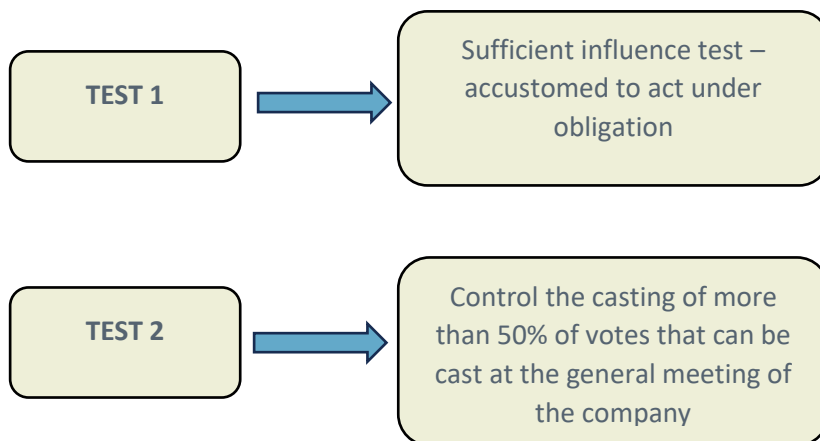 TEST 1
Sufficient influence test –
accustomed to act under
obligation
TEST 2
Control the casting of more
than 50% of votes that can be
cast at the general meeting of
the company